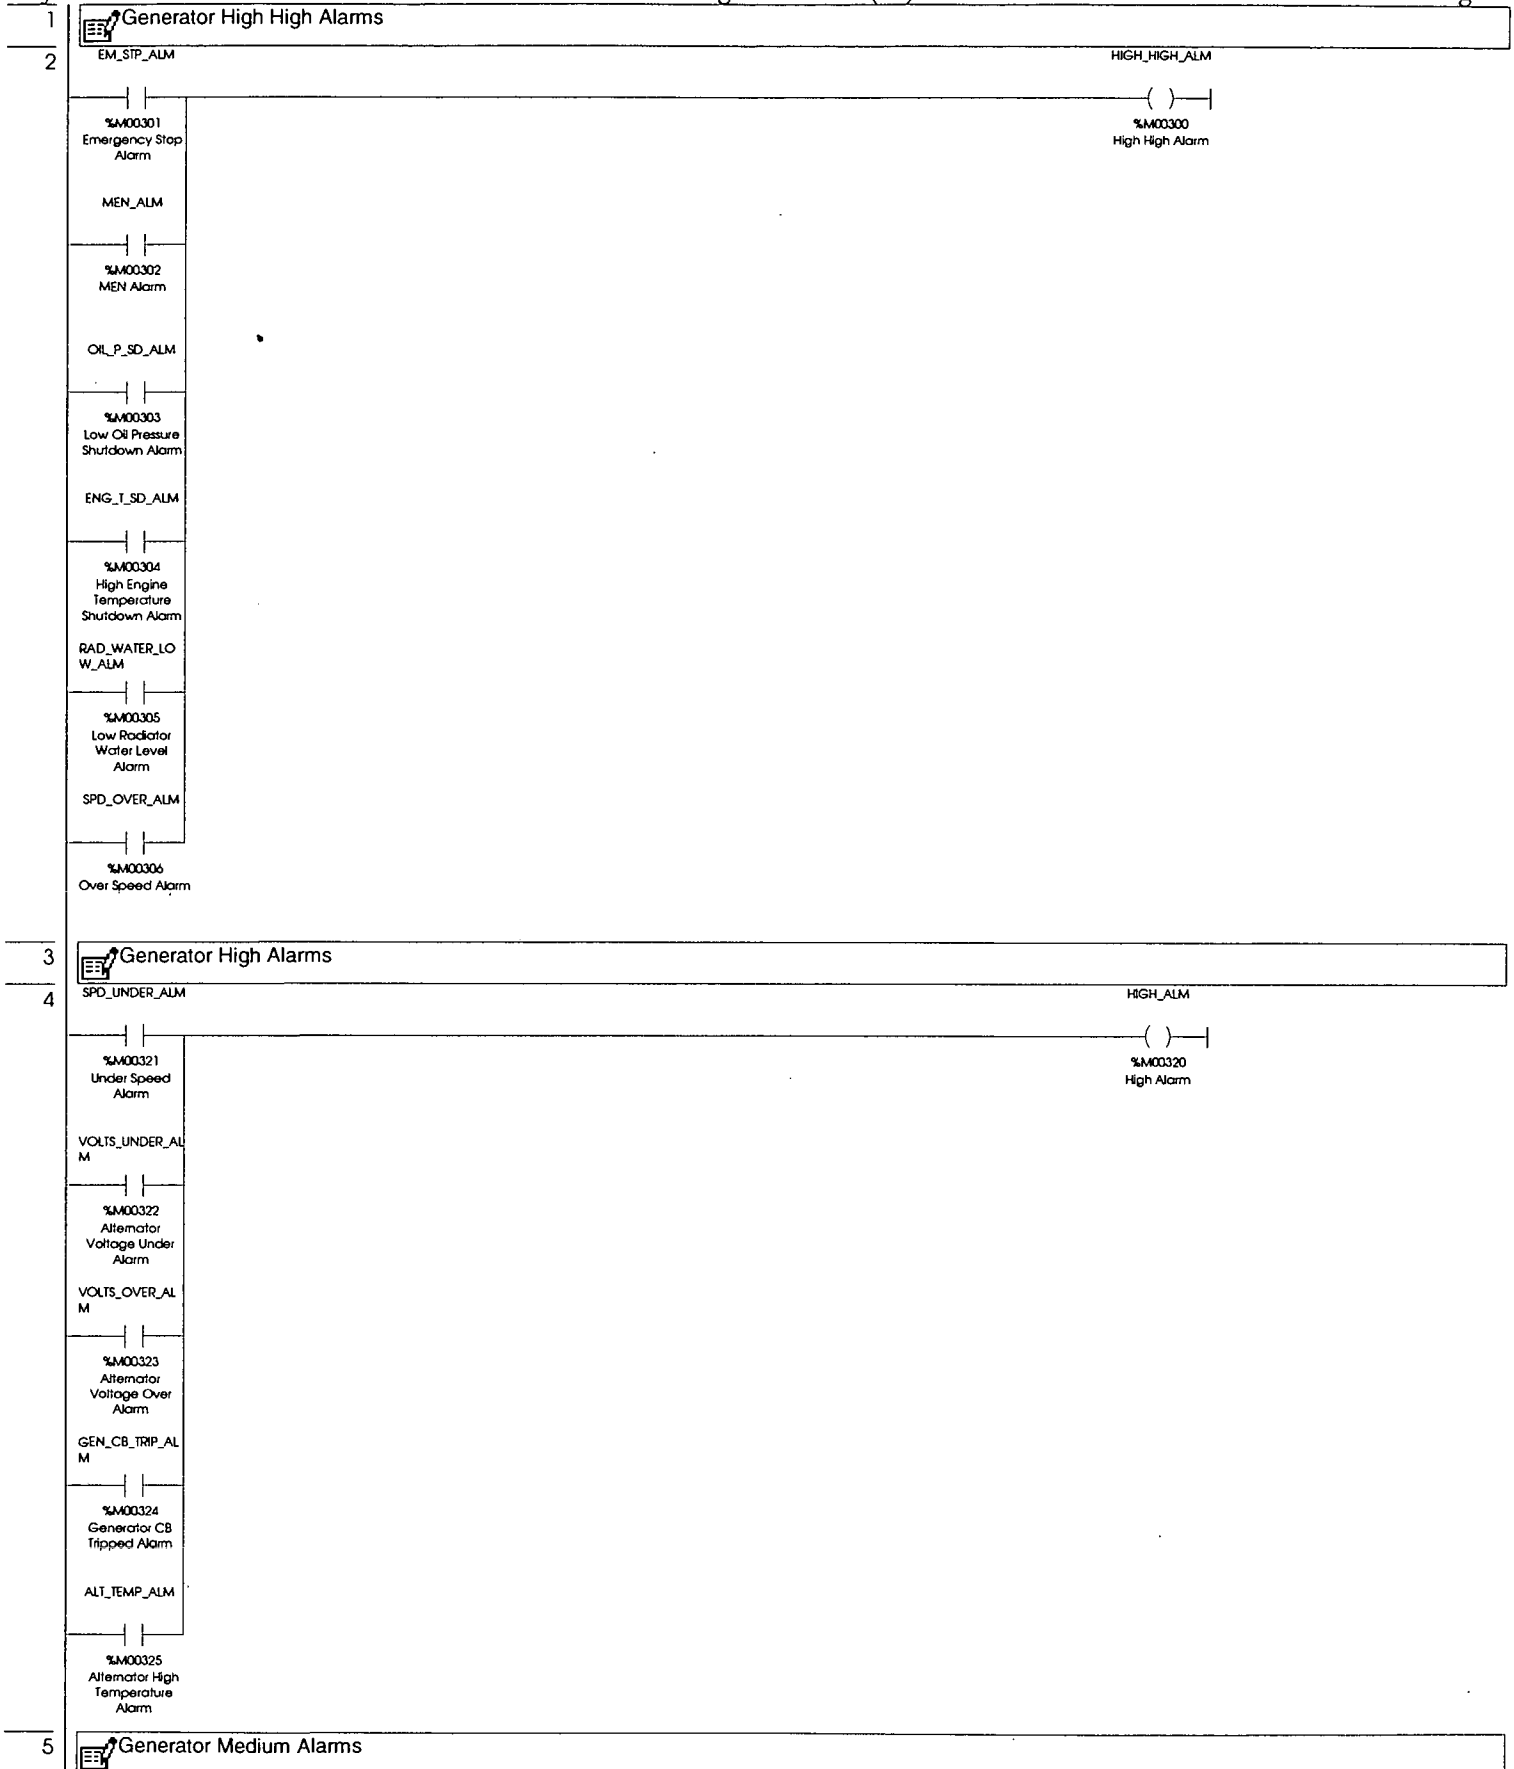 1
Generator High High Alarms
2
EM_STP_ALM
HIGH_HIGH_ALM
%M00301
Emergency Stop
Alarm
%M00300
High High Alarm
MEN_ALM
%M00302
MEN Alarm
OIL_P_SD_ALM
%M00303
Low Oil Pressure
Shutdown Alarm
ENG_T_SD_ALM
%M00304
High Engine
Temperature
Shutdown Alarm
RAD_WATER_LO
W_ALM
%M00305
Low Radiator
Water Level
Alarm
SPD_OVER_ALM
%M00306
Over Speed Alarm
3
Generator High Alarms
4
SPD_UNDER_ALM
HIGH_ALM
%M00321
Under Speed
Alarm
%M00320
High Alarm
VOLTS_UNDER_AL
M
%M00322
Alternator
Voltage Under
Alarm
VOLTS_OVER_AL
M
%M00323
Alternator
Voltage Over
Alarm
GEN_CB_TRIP_AL
M
%M00324
Generator CB
Tripped Alarm
ALT_TEMP_ALM
%M00325
Alternator High
Temperature
Alarm
5
Generator Medium Alarms